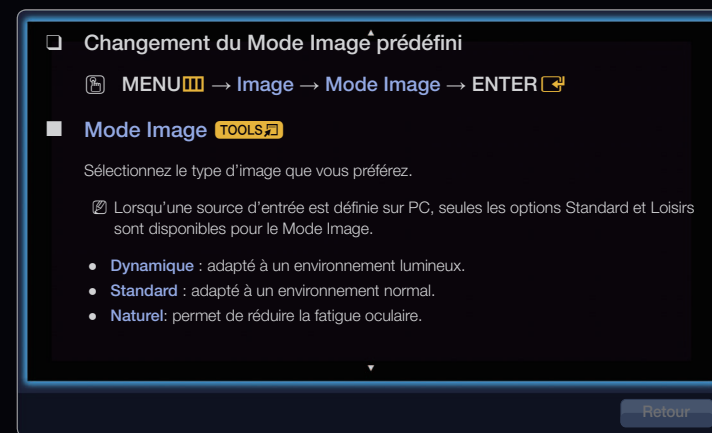 Changement du Mode Image prédéfini
MENU → Image → Mode Image → ENTER
Mode Image TOOLS
Sélectionnez le type d'image que vous préférez.
Lorsqu'une source d'entrée est définie sur PC, seules les options Standard et Loisirs
sont disponibles pour le Mode Image.
● Dynamique : adapté à un environnement lumineux.
● Standard : adapté à un environnement normal.
● Naturel: permet de réduire la fatigue oculaire.
Retour